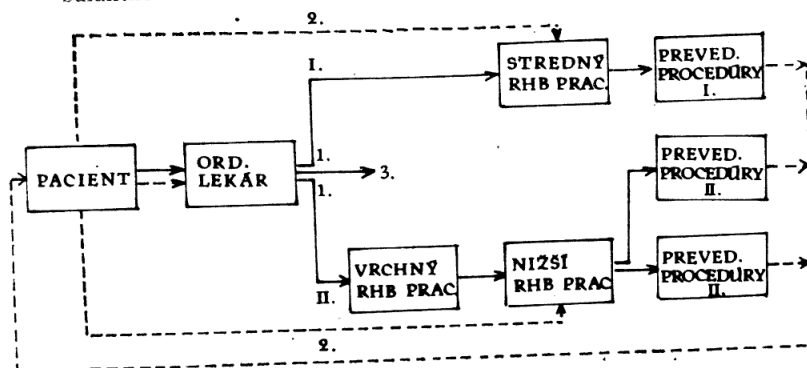 2.
I.
STREDNÝ
RHB PRAC.
PREVED.
PROCEDÚRY
I.
PACIENT
ORD.
LEKÁR
1.
3.
1.
PREVED.
PROCEDÚRY
II.
II.
VRCHNÝ
RHB PRAC.
NIŽŠÍ
RHB PRAC.
PREVED.
PROCEDÚRY
II.
2.